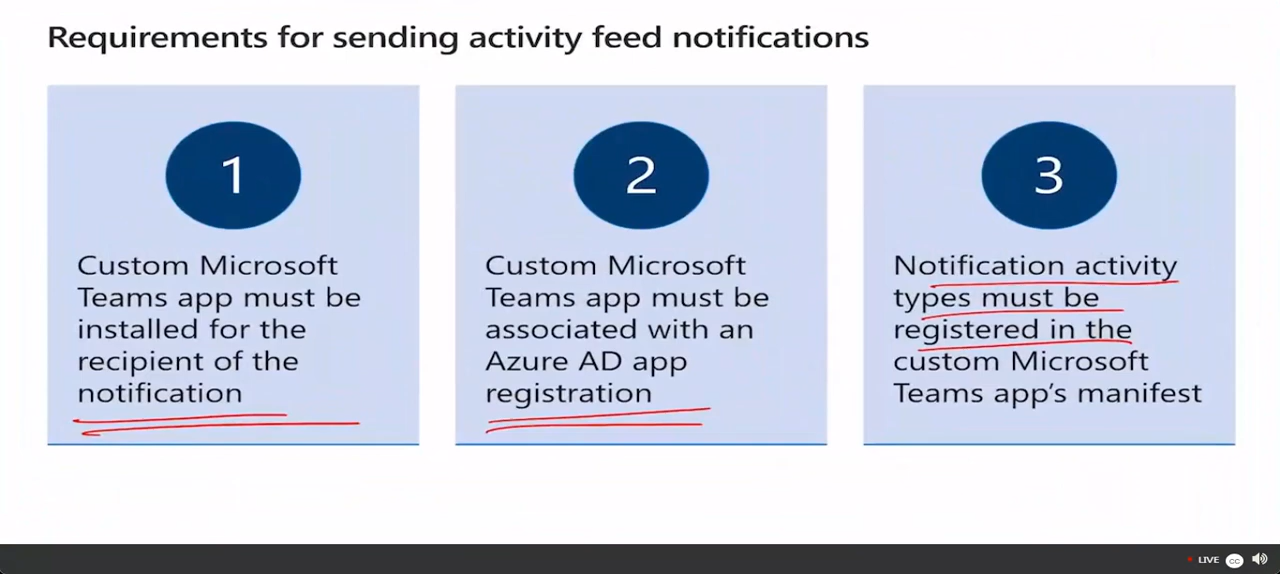 Requirements for sending activity feed notifications
1
Custom Microsoft
Teams app must be
installed for the
recipient of the
notification
2
Custom Microsoft
Teams app must be
associated with an
Azure AD app
registration
3
Notification activity
types must be
registered in the
custom Microsoft
Teams app's manifest
LIVE CC